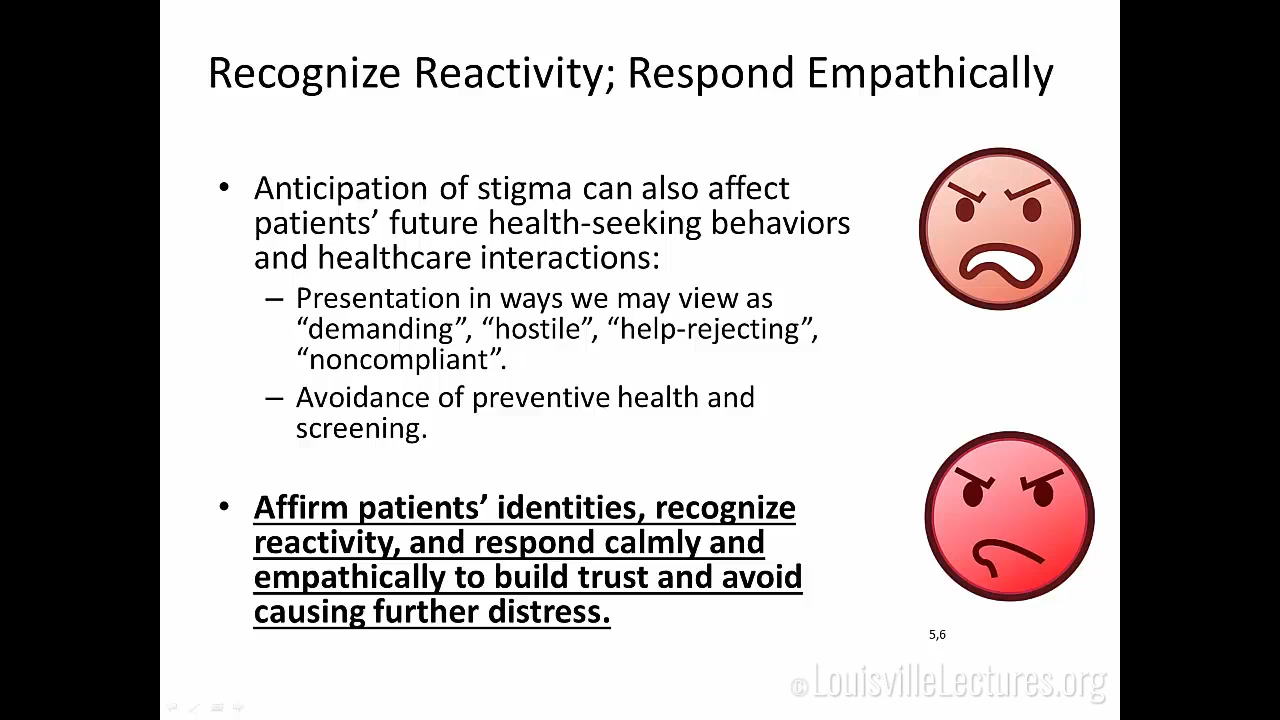 Recognize Reactivity; Respond Empathically
• Anticipation of stigma can also affect
patients’ future health-seeking behaviors
and healthcare interactions:
– Presentation in ways we may view as
“demanding”, “hostile”, “help-rejecting”,
“noncompliant”.
– Avoidance of preventive health and
screening.
• Affirm patients’ identities, recognize
reactivity, and respond calmly and
empathically to build trust and avoid
causing further distress.
5,6
©LouisvilleLectures.org